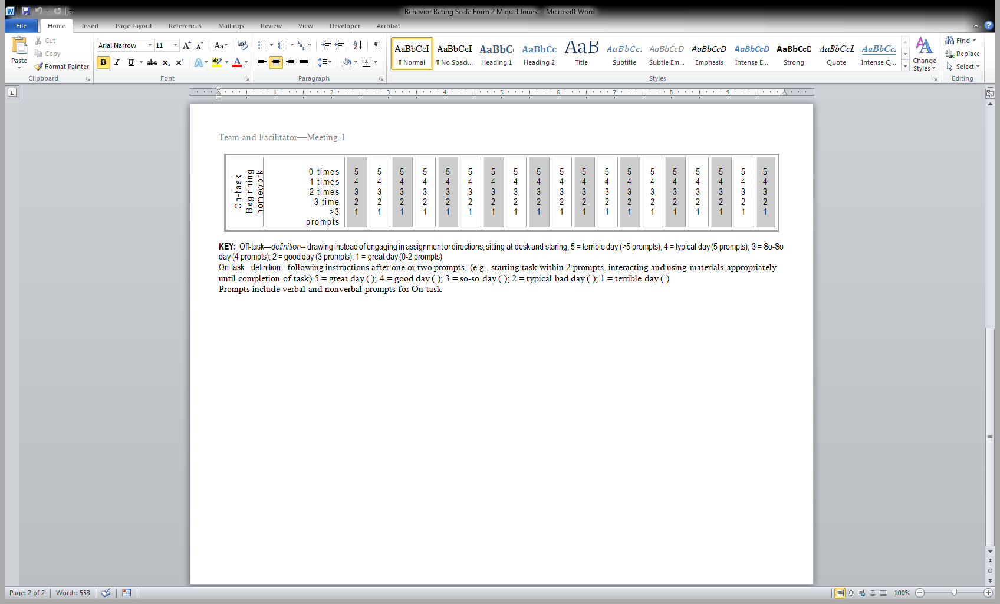 Behavior Rating Scale Form 2 Miquel Jones - Microsoft Word
File Home Insert Page Layout References Mailings Review View Developer Acrobat
Paste
Cut
Copy
Format Painter
Clipboard
Arial Narrow 11
Font
Paragraph
AaBbCcI AaBbCcI AaBbC AaBbCc AaB AaBbCc. AaBbCcD AaBbCcD AaBbCcD AaBbCcD AaBbCcI AaBbCc
¶ Normal ¶ No Spaci... Heading 1 Heading 2 Title Subtitle Subtle Em... Emphasis Intense E... Strong Quote Intense Q...
Styles
Change
Styles
Find
Replace
Select
Editing
1 2 3 4 5 6 7 8 9
Team and Facilitator—Meeting 1
On-task
Beginning
homework
0 times 5 5 5 5 5 5 5 5 5 5 5 5 5 5 5 5 5 5 5
1 times 4 4 4 4 4 4 4 4 4 4 4 4 4 4 4 4 4 4 4
2 times 3 3 3 3 3 3 3 3 3 3 3 3 3 3 3 3 3 3 3
3 time 2 2 2 2 2 2 2 2 2 2 2 2 2 2 2 2 2 2 2
>3 1 1 1 1 1 1 1 1 1 1 1 1 1 1 1 1 1 1 1
prompts
KEY: Off-task—definition-- drawing instead of engaging in assignment or directions, sitting at desk and staring; 5 = terrible day (>5 prompts); 4 = typical day (5 prompts); 3 = So-So
day (4 prompts); 2 = good day (3 prompts); 1 = great day (0-2 prompts)
On-task—definition-- following instructions after one or two prompts, (e.g., starting task within 2 prompts, interacting and using materials appropriately
until completion of task) 5 = great day ( ); 4 = good day ( ); 3 = so-so day ( ); 2 = typical bad day ( ); 1 = terrible day ( )
Prompts include verbal and nonverbal prompts for On-task
Page: 2 of 2 Words: 553 100%